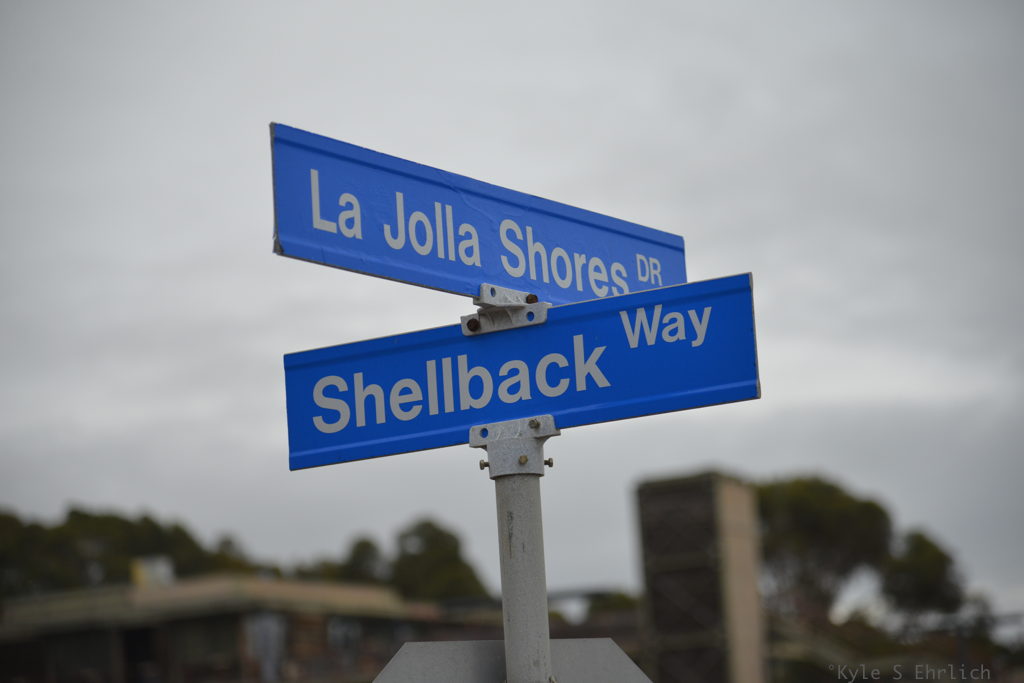 La Jolla Shores DR
Shellback Way
°Kyle S Ehrlich